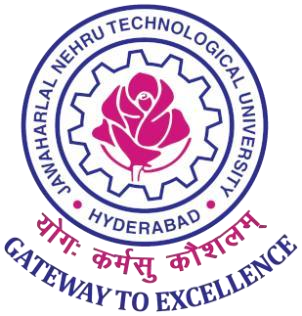 JAWAHARLAL NEHRU TECHNOLOGICAL UNIVERSITY
• HYDERABAD •
योगः कर्मसु कौशलम्
GATEWAY TO EXCELLENCE